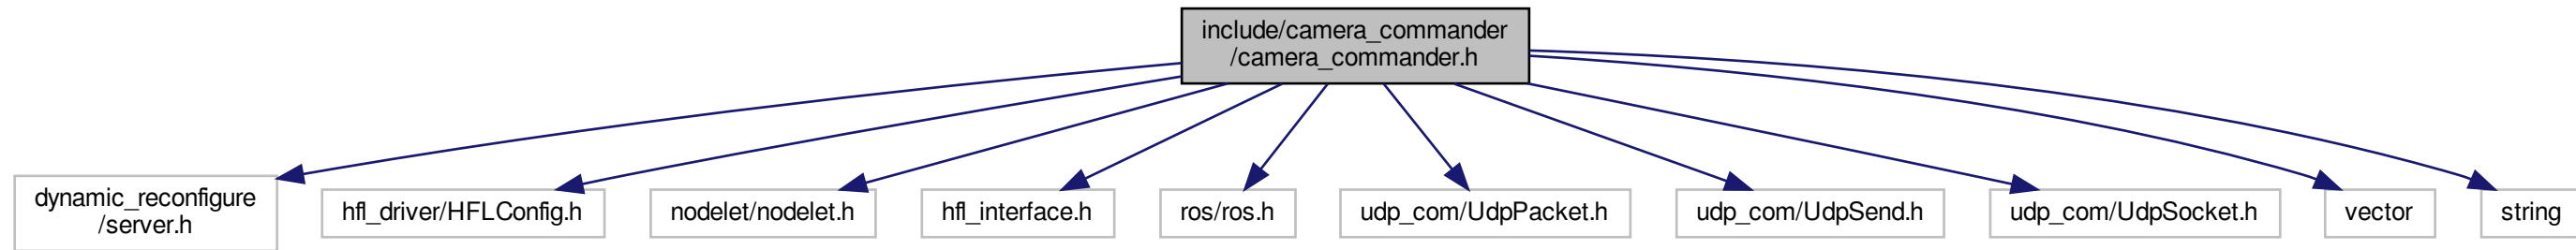 include/camera_commander
/camera_commander.h
dynamic_reconfigure
/server.h
hfl_driver/HFLConfig.h
nodelet/nodelet.h
hfl_interface.h
ros/ros.h
udp_com/UdpPacket.h
udp_com/UdpSend.h
udp_com/UdpSocket.h
vector
string